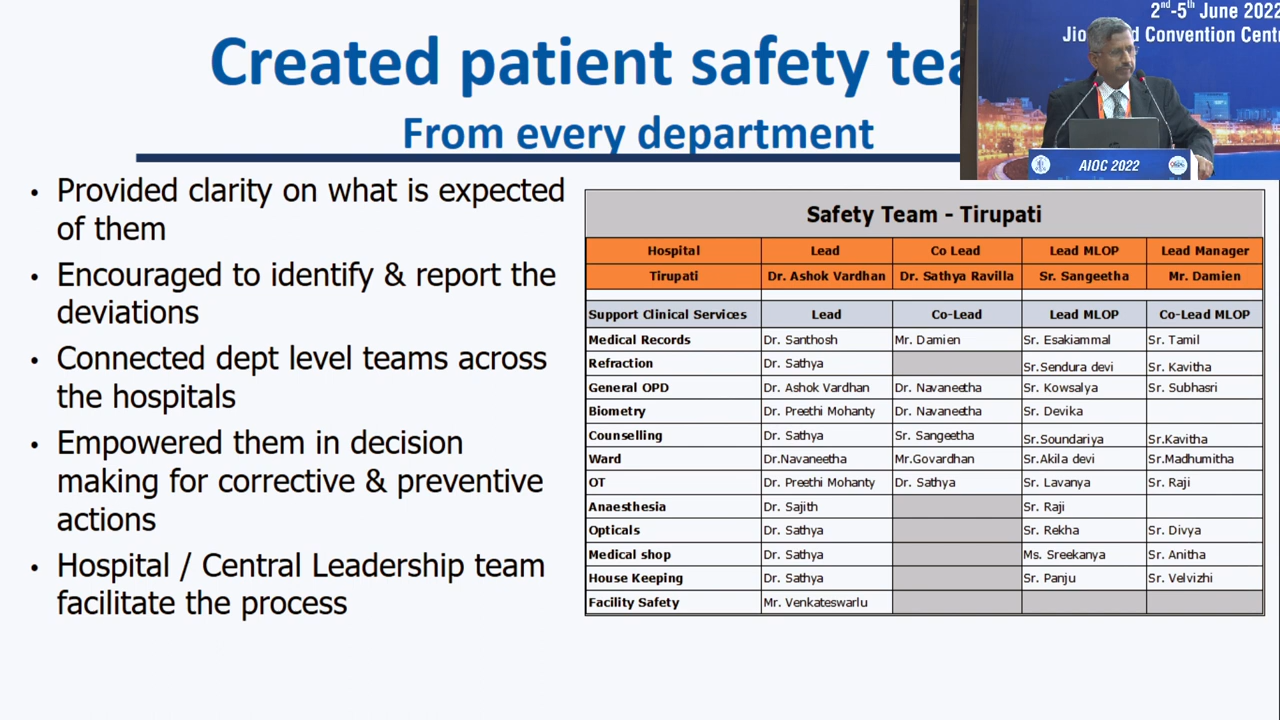 Created patient safety tea
From every department
2nd-5th June 2022
Jio
d Convention Cent
AIOC 2022
• Provided clarity on what is expected
of them
• Encouraged to identify & report the
deviations
• Connected dept level teams across
the hospitals
• Empowered them in decision
making for corrective & preventive
actions
• Hospital / Central Leadership team
facilitate the process
Safety Team - Tirupati
Hospital Lead Co Lead Lead MLOP Lead Manager
Tirupati Dr. Ashok Vardhan Dr. Sathya Ravilla Sr. Sangeetha Mr. Damien
Support Clinical Services Lead Co-Lead Lead MLOP Co-Lead MLOP
Medical Records Dr. Santhosh Mr. Damien Sr. Esakiammal Sr. Tamil
Refraction Dr. Sathya Sr.Sendura devi Sr. Kavitha
General OPD Dr. Ashok Vardhan Dr. Navaneetha Sr. Kowsalya Sr. Subhasri
Biometry Dr. Preethi Mohanty Dr. Navaneetha Sr. Devika
Counselling Dr. Sathya Sr. Sangeetha Sr.Soundariya Sr.Kavitha
Ward Dr.Navaneetha Mr.Govardhan Sr.Akila devi Sr.Madhumitha
OT Dr. Preethi Mohanty Dr. Sathya Sr. Lavanya Sr. Raji
Anaesthesia Dr. Sajith Sr. Raji
Opticals Dr. Sathya Sr. Rekha Sr. Divya
Medical shop Dr. Sathya Ms. Sreekanya Sr. Anitha
House Keeping Dr. Sathya Sr. Panju Sr. Velvizhi
Facility Safety Mr. Venkateswarlu